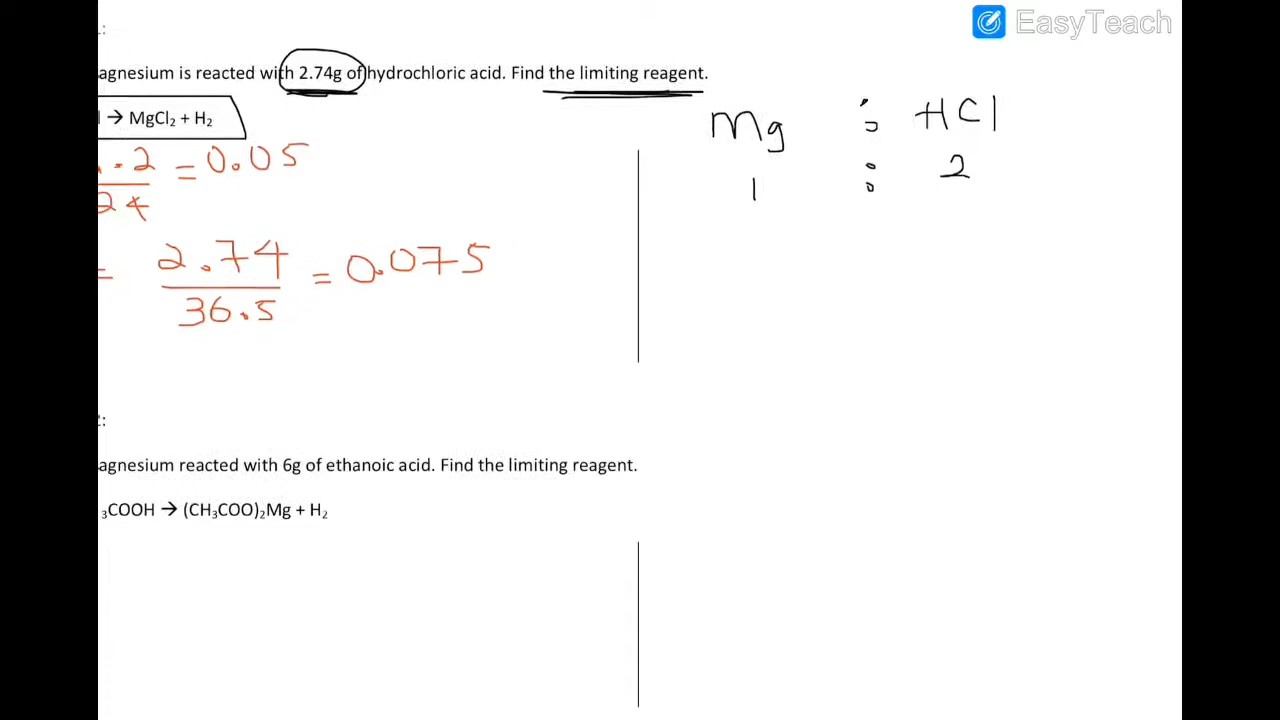 EasyTeach
agnesium is reacted with 2.74g of hydrochloric acid. Find the limiting reagent.
→ MgCl₂ + H₂
Mg : HCl
1 : 2
.2/24 = 0.05
= 2.74/36.5 = 0.075
agnesium reacted with 6g of ethanoic acid. Find the limiting reagent.
₃COOH → (CH₃COO)₂Mg + H₂